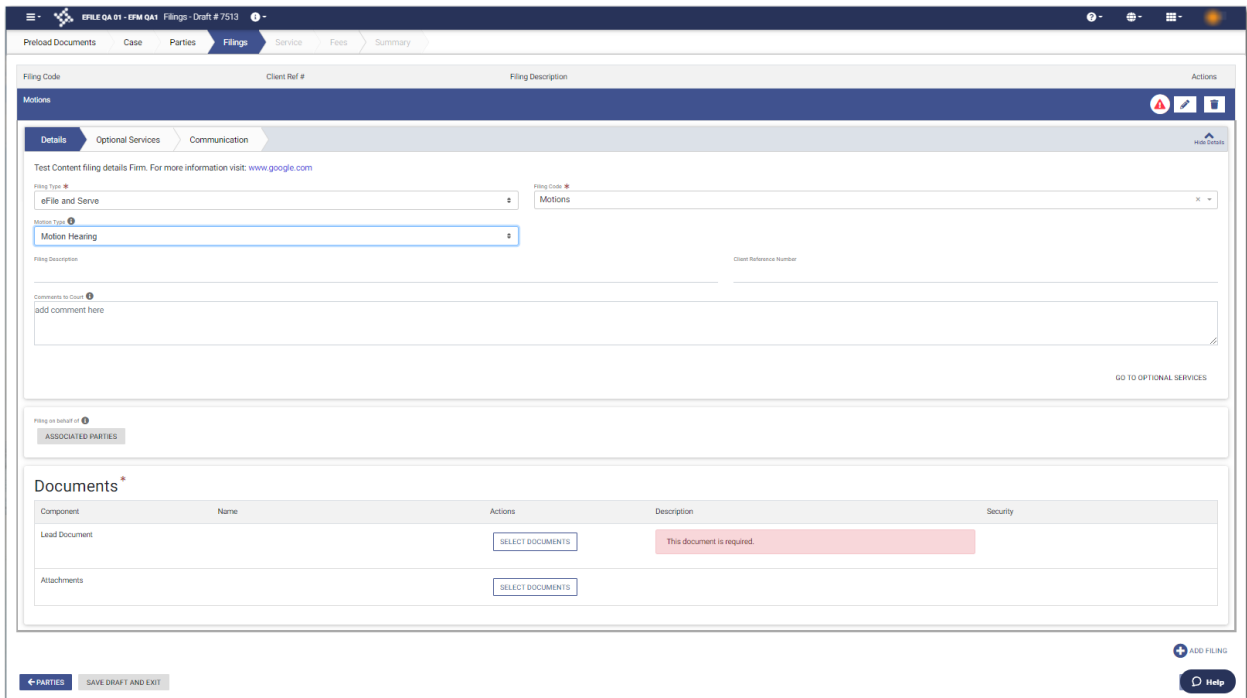 EFILE QA 01 - EFM QA1 Filings - Draft # 7513
Preload Documents Case Parties Filings Service Fees Summary
Filing Code Client Ref # Filing Description Actions
Motions
Details Optional Services Communication Hide Details
Test Content filing details Firm. For more information visit: www.google.com
Filing Type * Filing Code *
eFile and Serve Motions
Motion Type
Motion Hearing
Filing Description Client Reference Number
Comments to Court
add comment here
GO TO OPTIONAL SERVICES
Filing on behalf of
ASSOCIATED PARTIES
Documents*
Component Name Actions Description Security
Lead Document SELECT DOCUMENTS This document is required.
Attachments SELECT DOCUMENTS
ADD FILING
PARTIES SAVE DRAFT AND EXIT Help